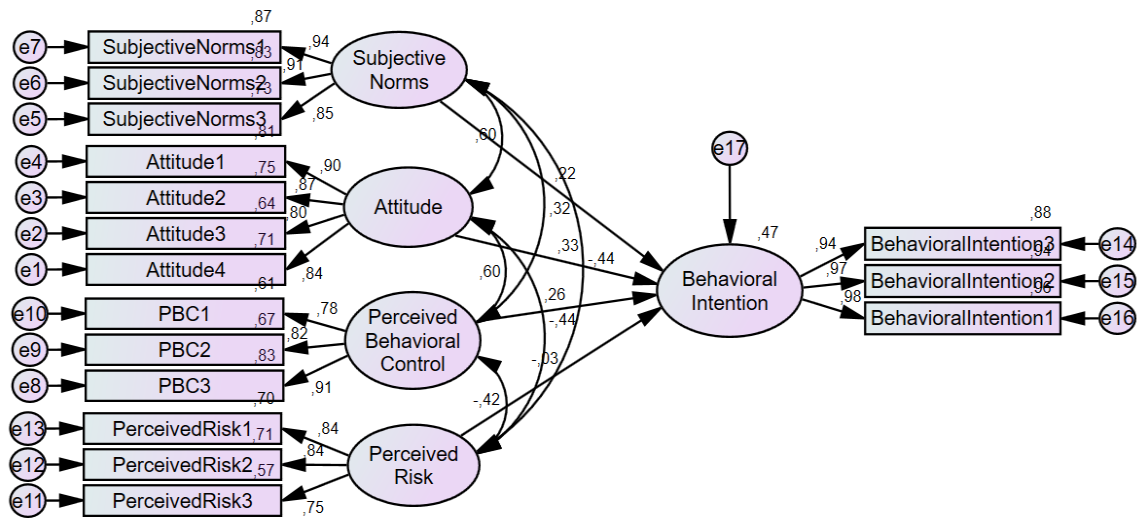 ,87
e7 SubjectiveNorms1 ,94 Subjective Norms
,83
e6 SubjectiveNorms2 ,91
,73
e5 SubjectiveNorms3 ,85
,81
e4 Attitude1 ,90
,75
e3 Attitude2 ,87 Attitude
,64
e2 Attitude3 ,80
,71
e1 Attitude4 ,84
,61
e10 PBC1 ,78
,67
e9 PBC2 ,82 Perceived Behavioral Control
,83
e8 PBC3 ,91
,70
e13 PerceivedRisk1 ,84
,71
e12 PerceivedRisk2 ,84 Perceived Risk
,57
e11 PerceivedRisk3 ,75
,60
,22
,32
,33
-,44
,60
,26
-,44
-,03
-,42
e17
,47
Behavioral Intention
,88
,94 BehavioralIntention3 e14
,94
,97 BehavioralIntention2 e15
,96
,98 BehavioralIntention1 e16